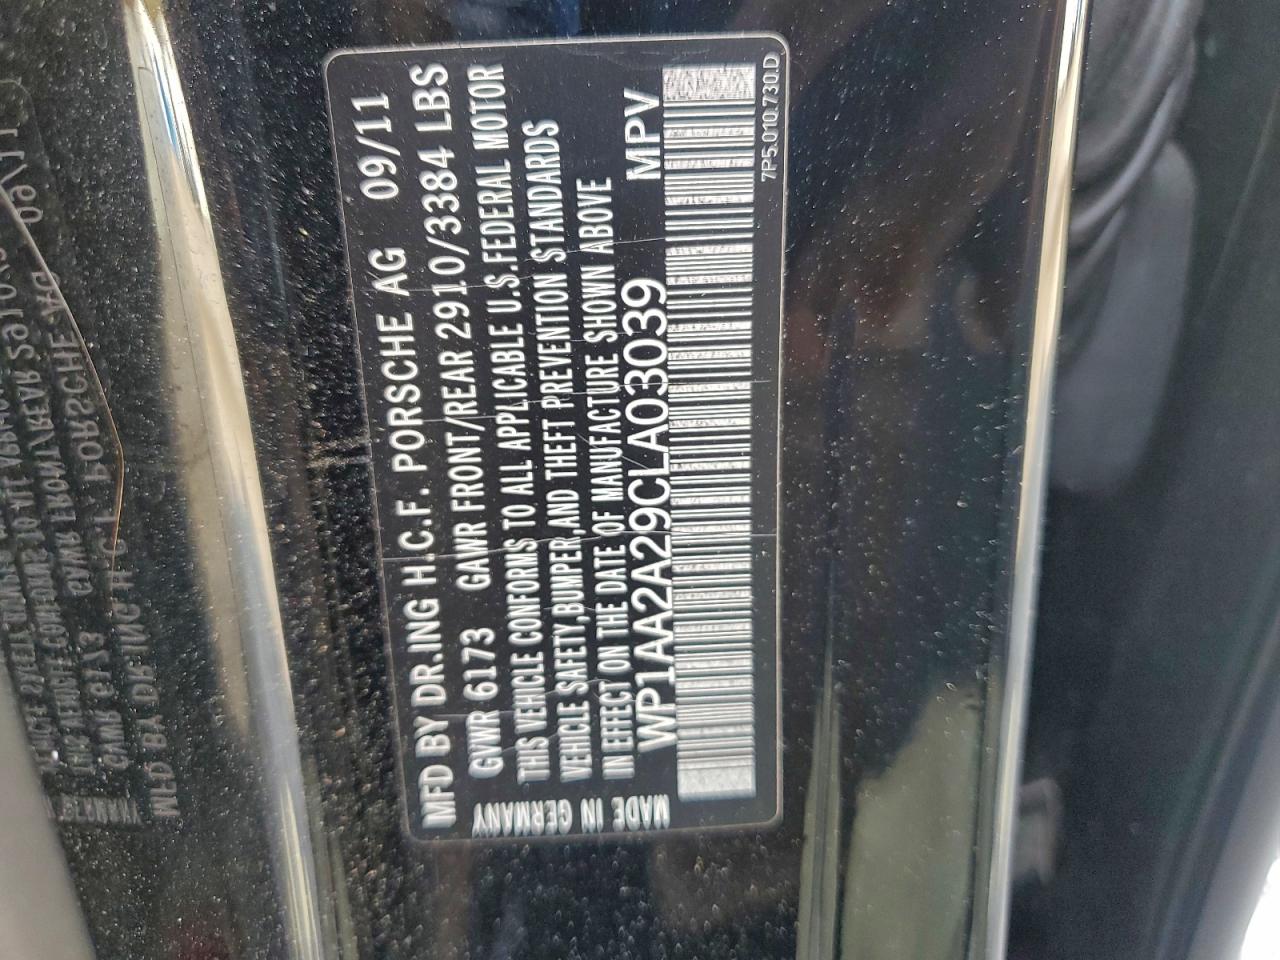 MFD BY DR.ING H.C.F. PORSCHE AG 09/11
GVWR 6173 GAWR FRONT/REAR 2910/3384 LBS
THIS VEHICLE CONFORMS TO ALL APPLICABLE U.S.FEDERAL MOTOR
VEHICLE SAFETY,BUMPER,AND THEFT PREVENTION STANDARDS
IN EFFECT ON THE DATE OF MANUFACTURE SHOWN ABOVE
WP1AA2A29CLA03039 MPV
MADE IN GERMANY
7P5.010.730.D